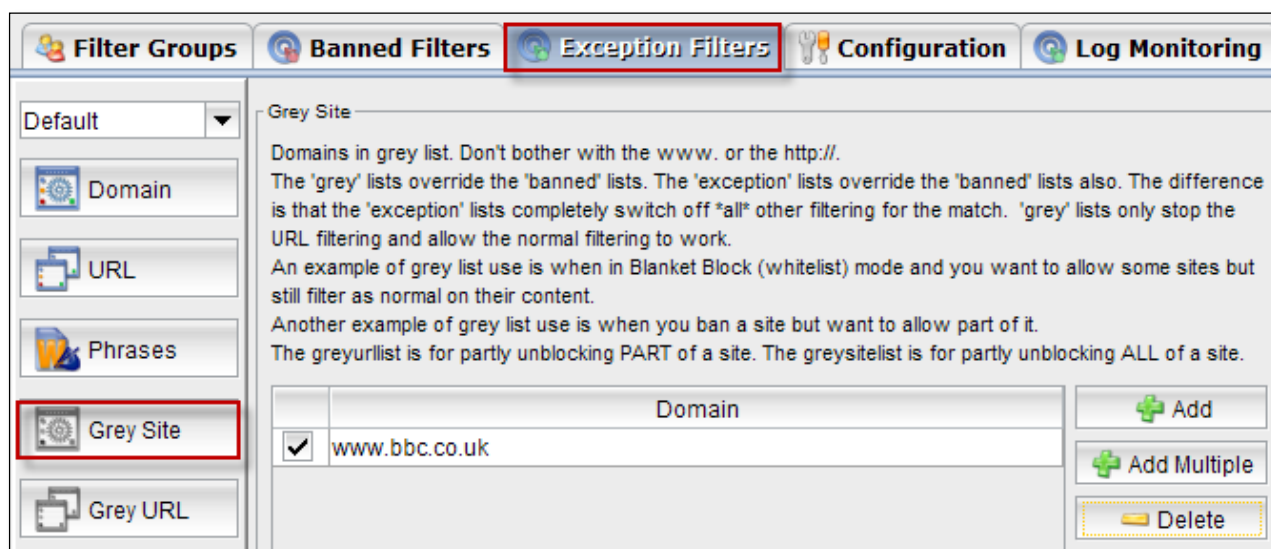 Filter Groups
Banned Filters
Exception Filters
Configuration
Log Monitoring
Default
Domain
URL
Phrases
Grey Site
Grey URL
Grey Site
Domains in grey list. Don't bother with the www. or the http://.
The 'grey' lists override the 'banned' lists. The 'exception' lists override the 'banned' lists also. The difference
is that the 'exception' lists completely switch off *all* other filtering for the match. 'grey' lists only stop the
URL filtering and allow the normal filtering to work.
An example of grey list use is when in Blanket Block (whitelist) mode and you want to allow some sites but
still filter as normal on their content.
Another example of grey list use is when you ban a site but want to allow part of it.
The greyurllist is for partly unblocking PART of a site. The greysitelist is for partly unblocking ALL of a site.
Domain
www.bbc.co.uk
Add
Add Multiple
Delete